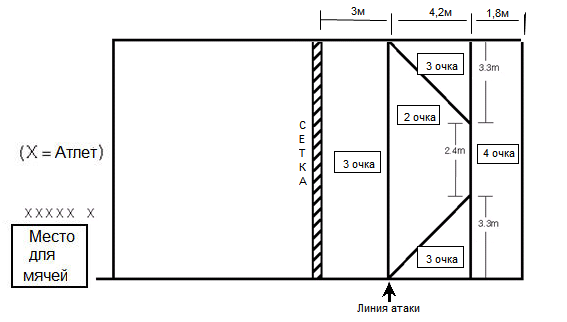 3м
4,2м
1,8м
3 очка
3.3m
2 очка
С
Е
Т
К
А
(X = Атлет)
3 очка
2.4m
4 очка
X X X X X X
3.3m
Место
для
мячей
3 очка
Линия атаки